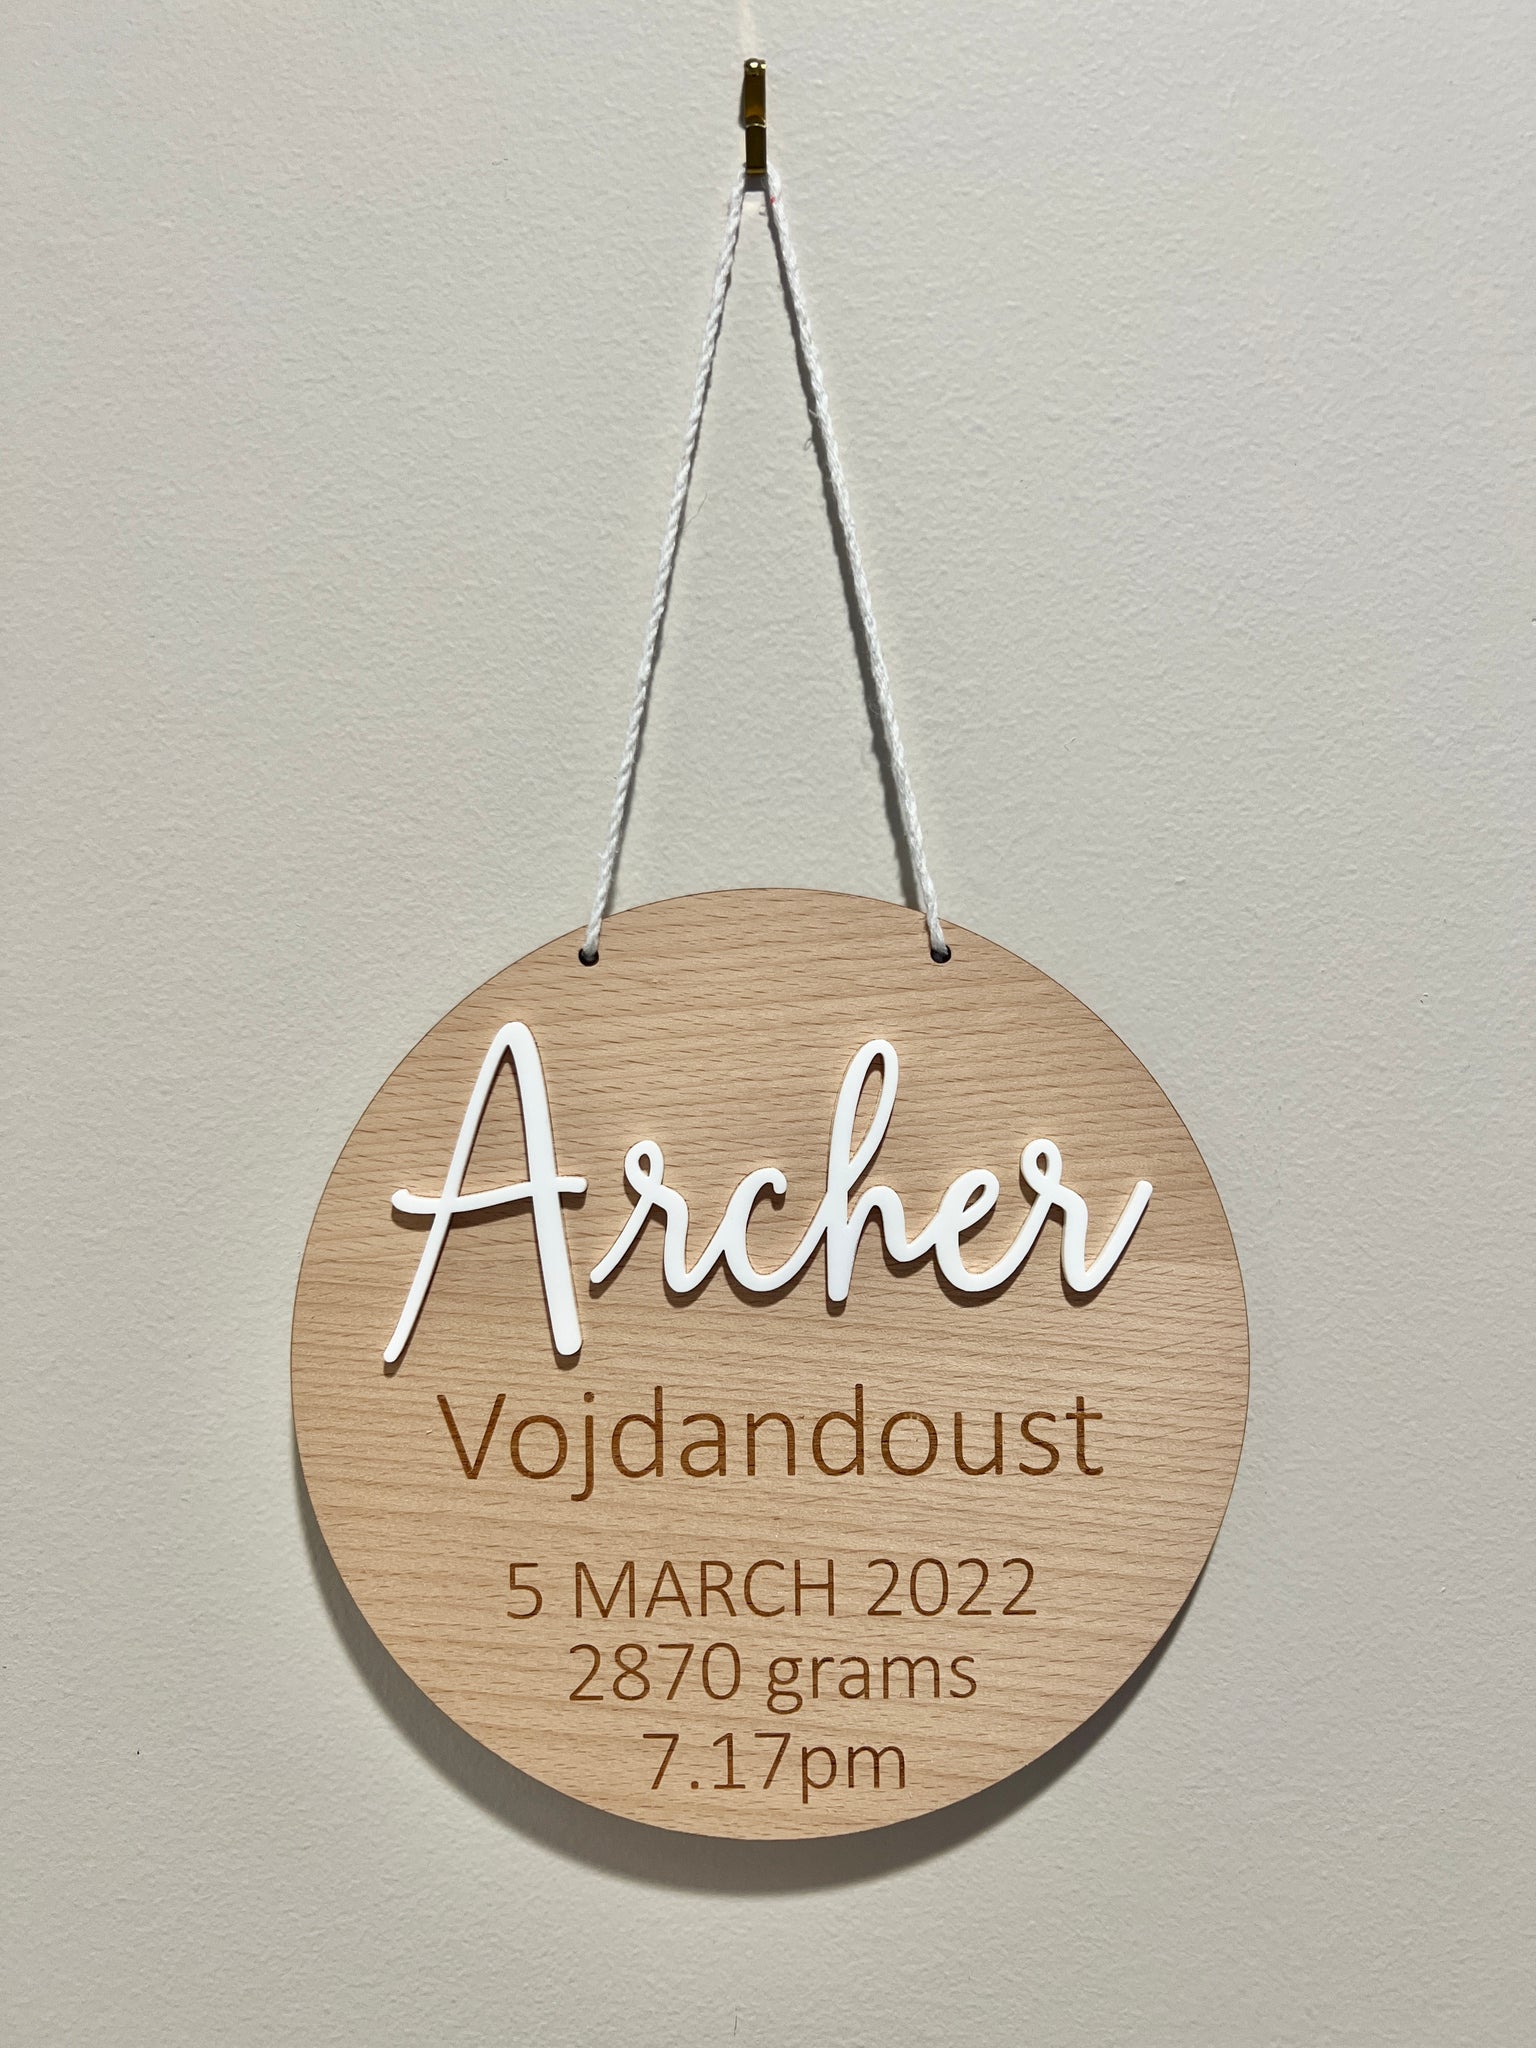 Archer
Vojdandoust
5 MARCH 2022
2870 grams
7.17pm